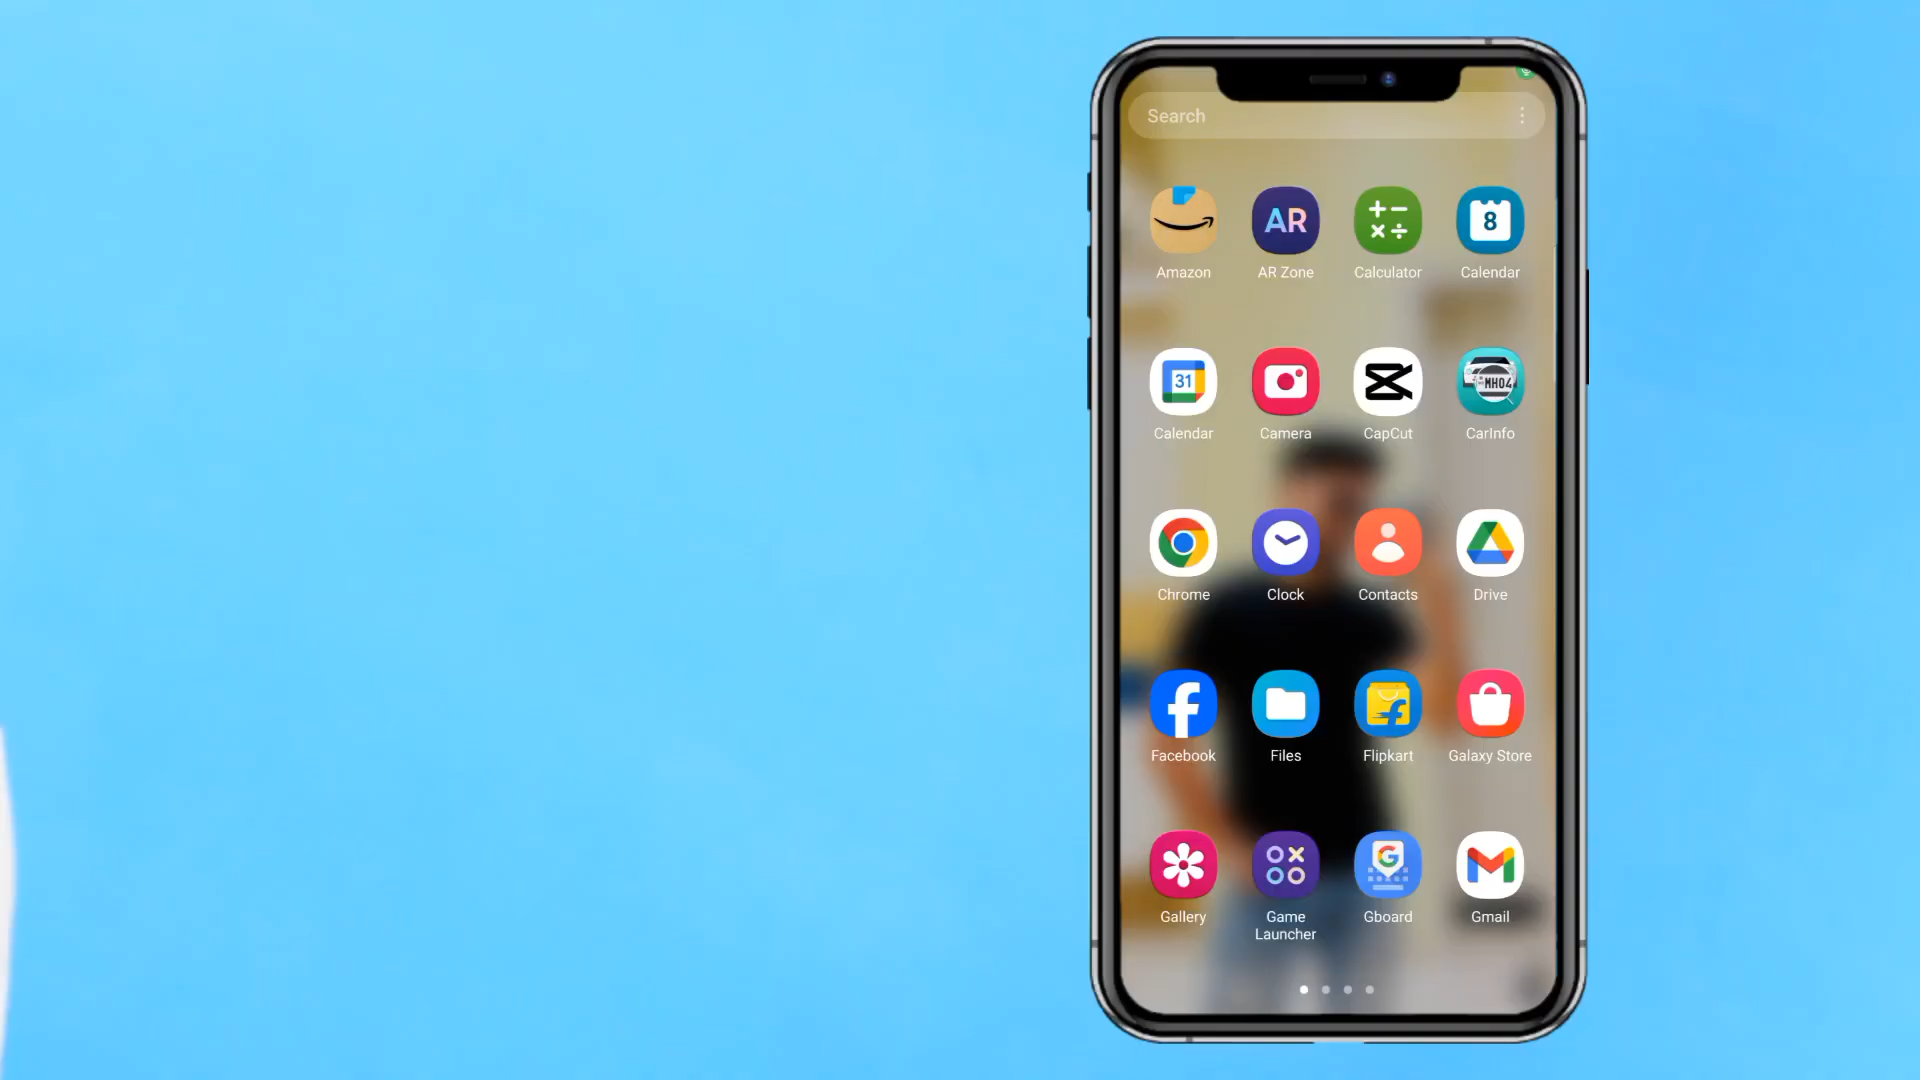 Search
AR
8
Amazon
AR Zone
Calculator
Calendar
31
MH04
Calendar
Camera
CapCut
CarInfo
Chrome
Clock
Contacts
Drive
Facebook
Files
Flipkart
Galaxy Store
G
Gallery
Game
Launcher
Gboard
Gmail